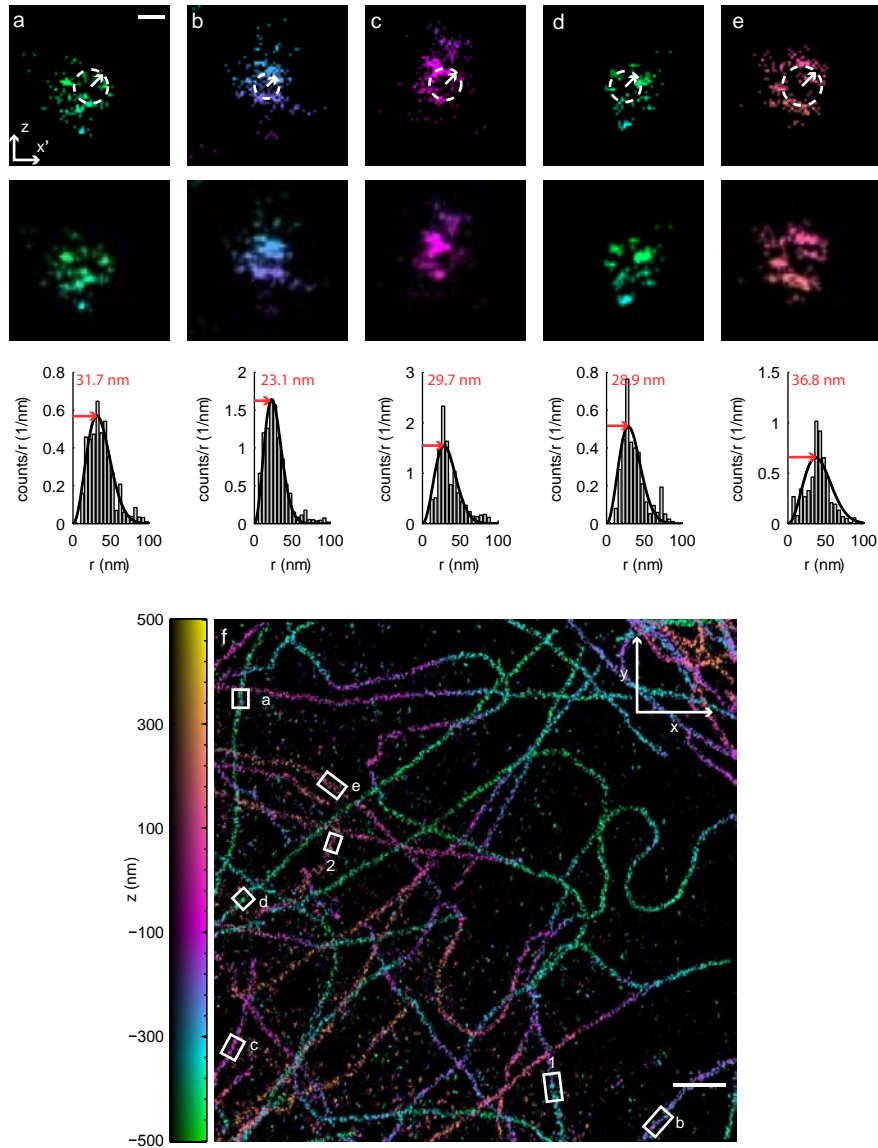 a b c d e
z
x'
31.7 nm 23.1 nm 29.7 nm 28.9 nm 36.8 nm
counts/r (1/nm) counts/r (1/nm) counts/r (1/nm) counts/r (1/nm) counts/r (1/nm)
0.8 2 3 0.8 1.5
0.6 1.5 0.6
2 1
0.4 1 0.4
1 0.5
0.2 0.5 0.2
0 0 0 0 0
0 50 100 0 50 100 0 50 100 0 50 100 0 50 100
r (nm) r (nm) r (nm) r (nm) r (nm)
500 f
y
a
300 x
e
100 2
z (nm)
d
−100
−300 c
1
b
−500